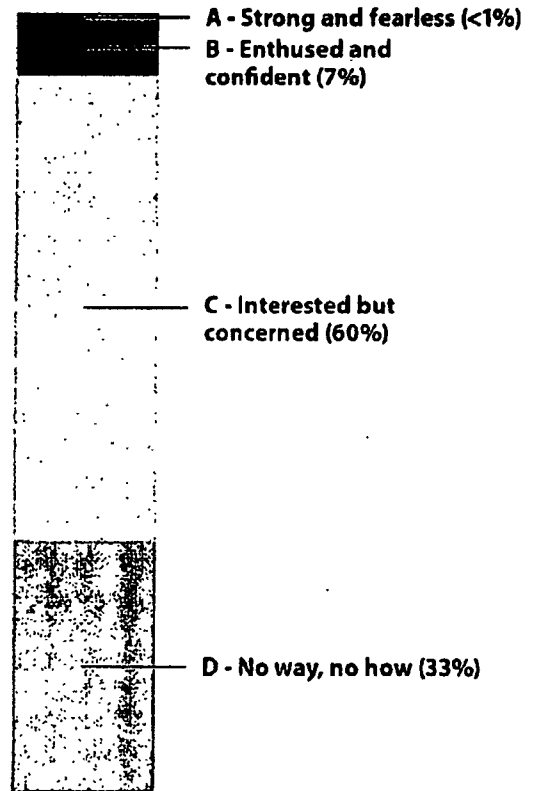 A - Strong and fearless (<1%)
B - Enthused and
confident (7%)
C - Interested but
concerned (60%)
D - No way, no how (33%)